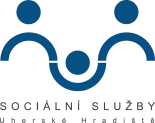 SOCIÁLNÍ SLUŽBY
Uherské Hradiště